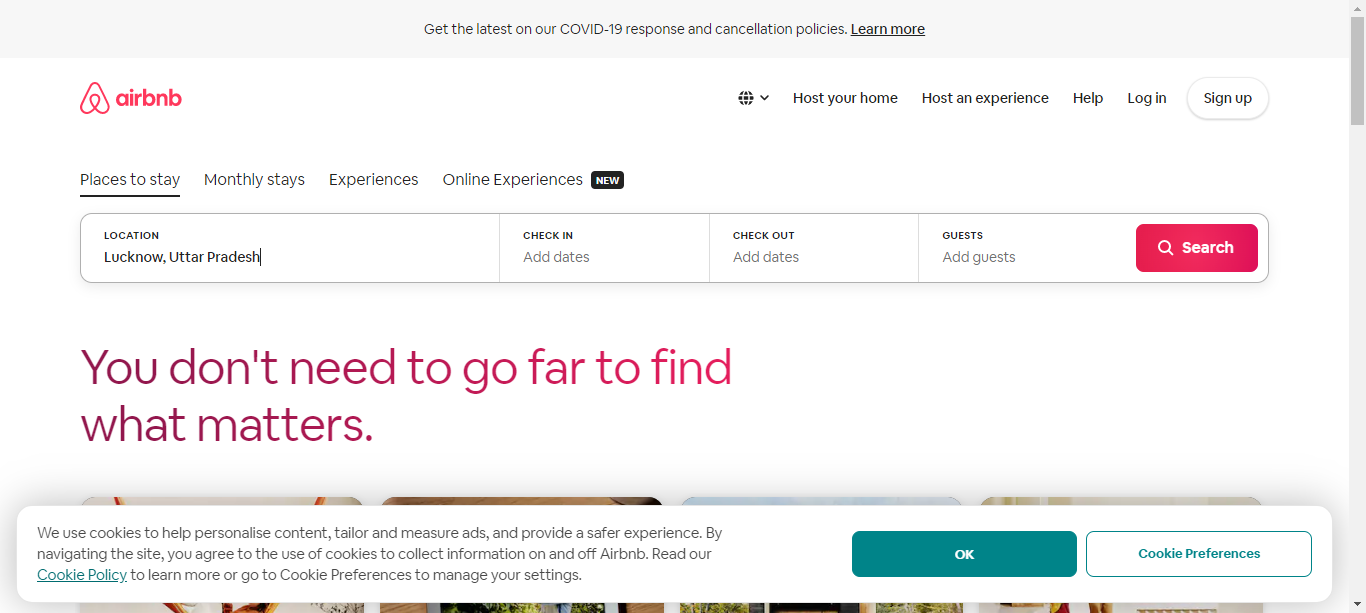 Get the latest on our COVID-19 response and cancellation policies. Learn more
airbnb
Host your home
Host an experience
Help
Log in
Sign up
Places to stay
Monthly stays
Experiences
Online Experiences NEW
LOCATION
Lucknow, Uttar Pradesh
CHECK IN
Add dates
CHECK OUT
Add dates
GUESTS
Add guests
Search
You don't need to go far to find
what matters.
We use cookies to help personalise content, tailor and measure ads, and provide a safer experience. By
navigating the site, you agree to the use of cookies to collect information on and off Airbnb. Read our
Cookie Policy to learn more or go to Cookie Preferences to manage your settings.
OK
Cookie Preferences